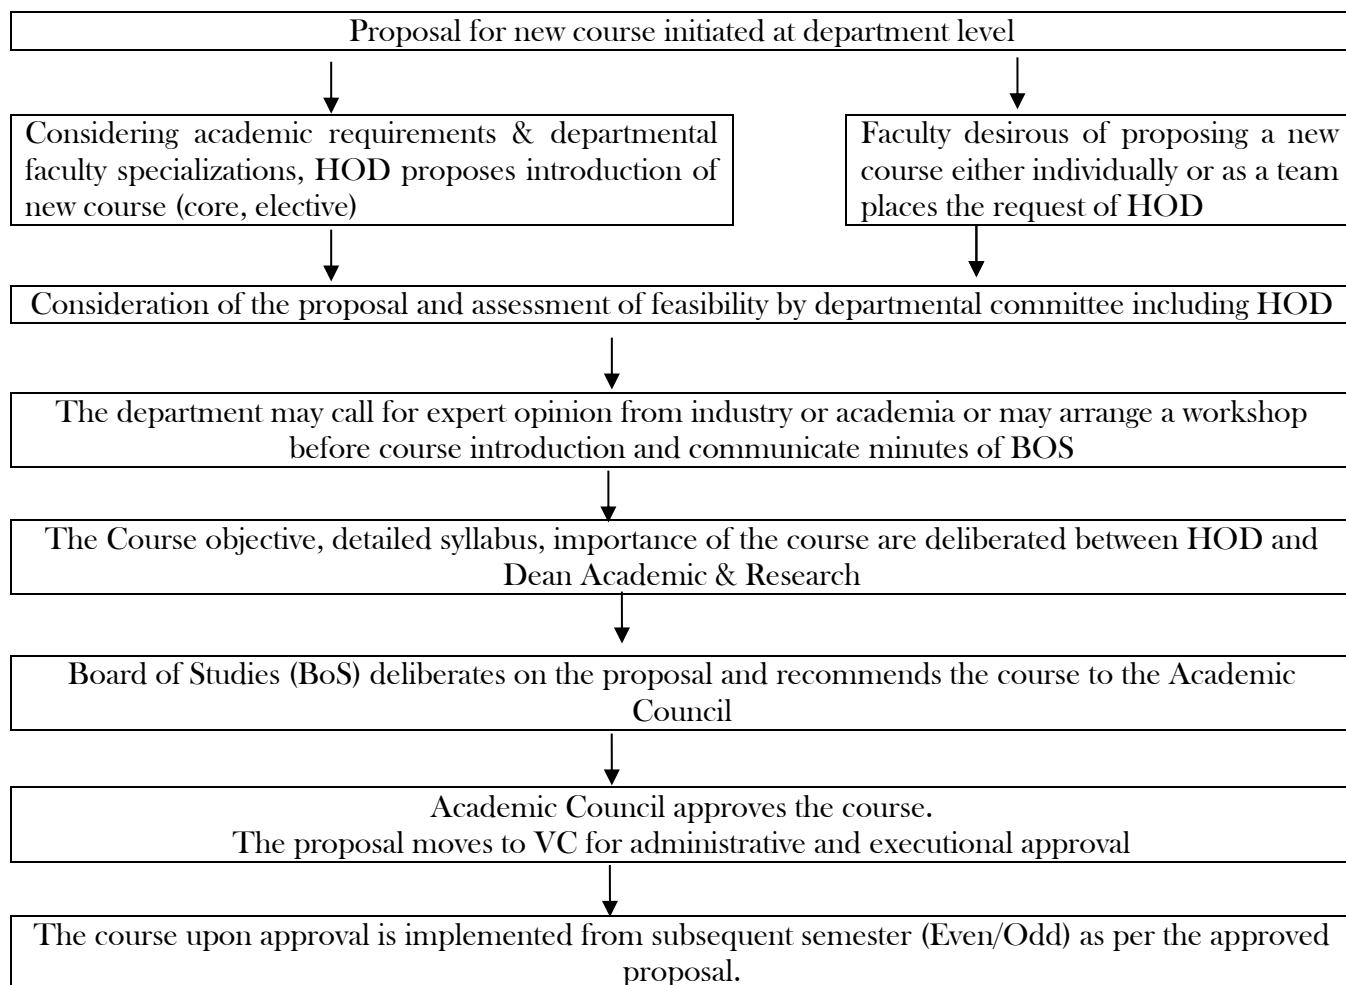 Proposal for new course initiated at department level
Considering academic requirements & departmental
faculty specializations, HOD proposes introduction of
new course (core, elective)
Faculty desirous of proposing a new
course either individually or as a team
places the request of HOD
Consideration of the proposal and assessment of feasibility by departmental committee including HOD
The department may call for expert opinion from industry or academia or may arrange a workshop
before course introduction and communicate minutes of BOS
The Course objective, detailed syllabus, importance of the course are deliberated between HOD and
Dean Academic & Research
Board of Studies (BoS) deliberates on the proposal and recommends the course to the Academic
Council
Academic Council approves the course.
The proposal moves to VC for administrative and executional approval
The course upon approval is implemented from subsequent semester (Even/Odd) as per the approved
proposal.